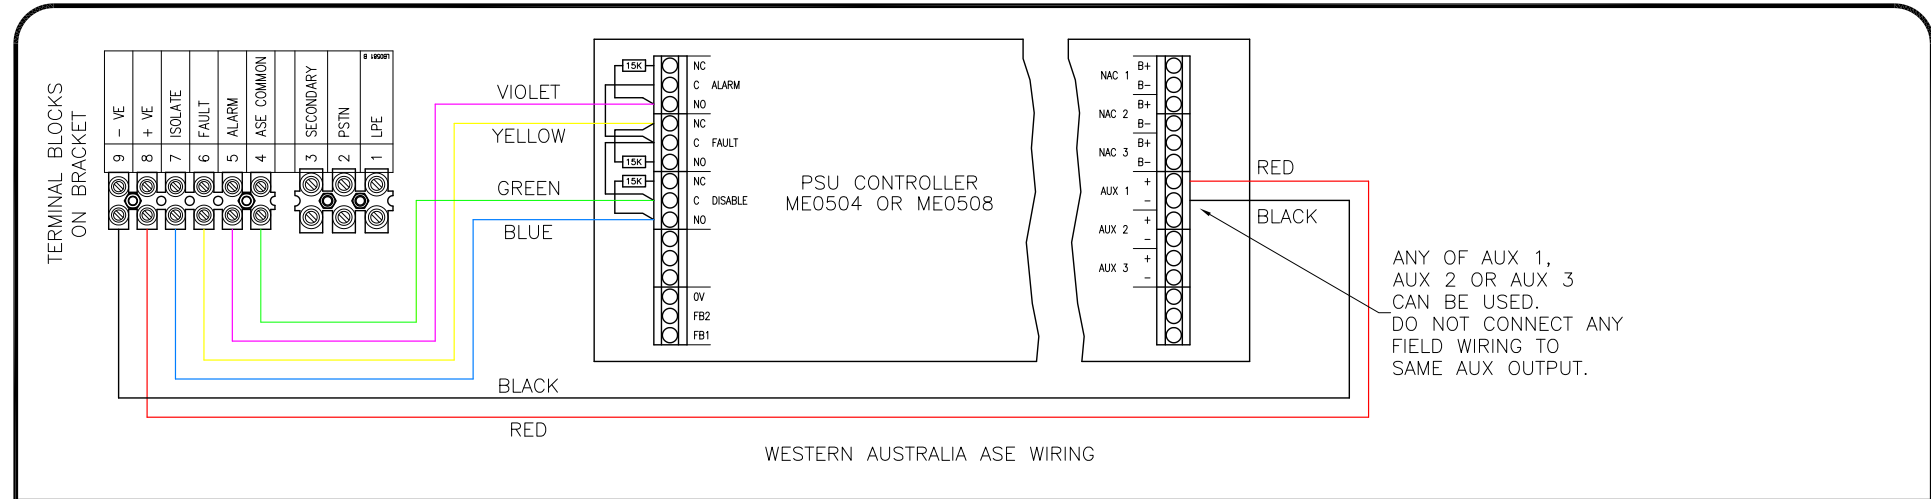 TERMINAL BLOCKS
ON BRACKET
9 - VE
8 + VE
7 ISOLATE
6 FAULT
5 ALARM
4 ASE COMMON
3 SECONDARY
2 PSTN
1 LPE
LB0581 B
VIOLET
YELLOW
GREEN
BLUE
BLACK
RED
15K
NC
C ALARM
NO
NC
C FAULT
15K
NO
15K
NC
C DISABLE
NO
0V
FB2
FB1
PSU CONTROLLER
ME0504 OR ME0508
NAC 1 B+
B-
NAC 2 B+
B-
NAC 3 B+
B-
AUX 1 +
-
AUX 2 +
-
AUX 3 +
-
RED
BLACK
ANY OF AUX 1,
AUX 2 OR AUX 3
CAN BE USED.
DO NOT CONNECT ANY
FIELD WIRING TO
SAME AUX OUTPUT.
WESTERN AUSTRALIA ASE WIRING